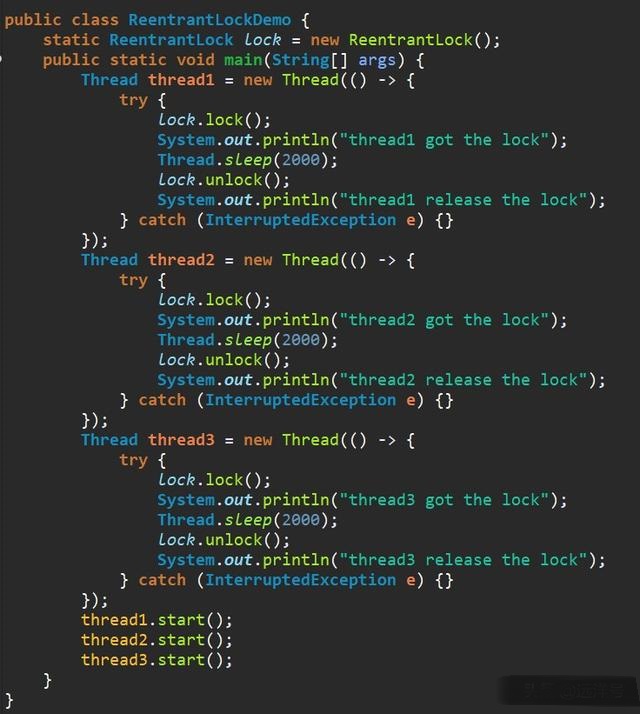 public class ReentrantLockDemo {
    static ReentrantLock lock = new ReentrantLock();
    public static void main(String[] args) {
        Thread thread1 = new Thread(() -> {
            try {
                lock.lock();
                System.out.println("thread1 got the lock");
                Thread.sleep(2000);
                lock.unlock();
                System.out.println("thread1 release the lock");
            } catch (InterruptedException e) {}
        });
        Thread thread2 = new Thread(() -> {
            try {
                lock.lock();
                System.out.println("thread2 got the lock");
                Thread.sleep(2000);
                lock.unlock();
                System.out.println("thread2 release the lock");
            } catch (InterruptedException e) {}
        });
        Thread thread3 = new Thread(() -> {
            try {
                lock.lock();
                System.out.println("thread3 got the lock");
                Thread.sleep(2000);
                lock.unlock();
                System.out.println("thread3 release the lock");
            } catch (InterruptedException e) {}
        });
        thread1.start();
        thread2.start();
        thread3.start();
    }
}